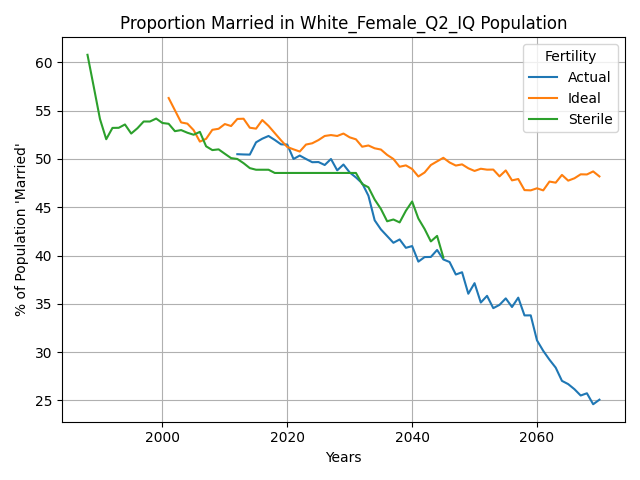 Proportion Married in White_Female_Q2_IQ Population
% of Population 'Married'
60
55
50
45
40
35
30
25
Fertility
Actual
Ideal
Sterile
2000
2020
2040
2060
Years